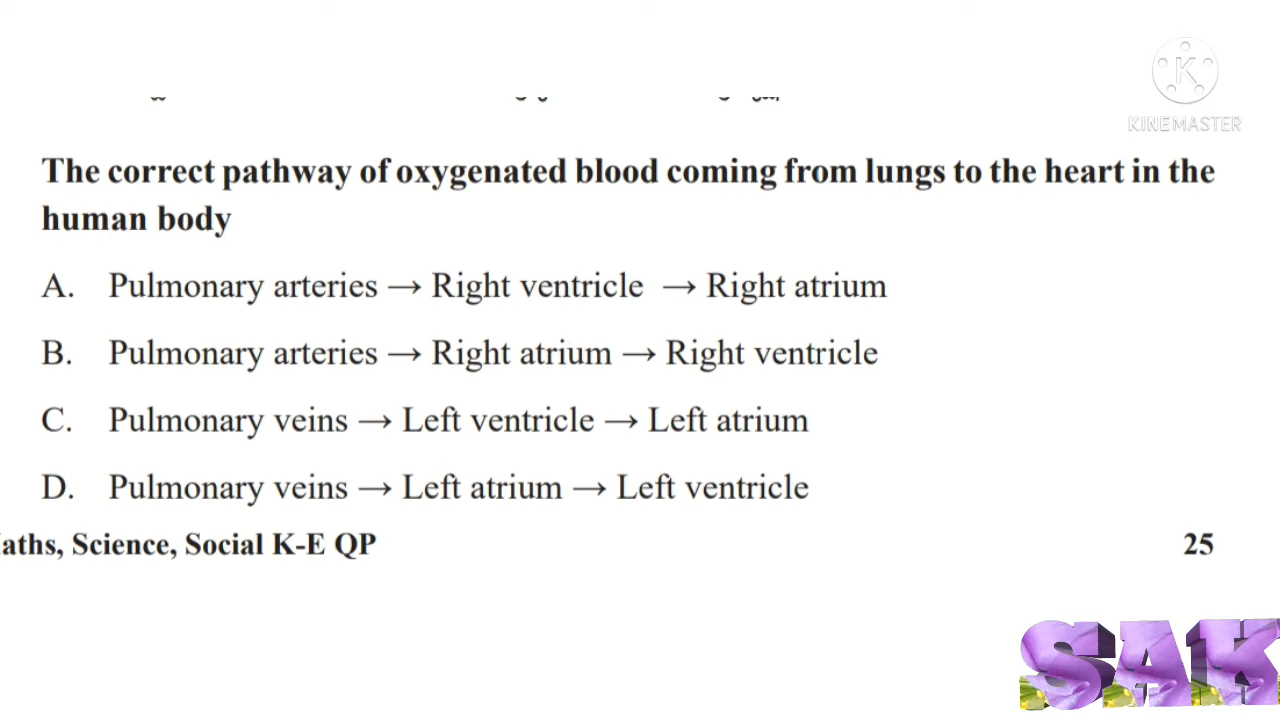 KINEMASTER
The correct pathway of oxygenated blood coming from lungs to the heart in the
human body
A. Pulmonary arteries → Right ventricle → Right atrium
B. Pulmonary arteries → Right atrium → Right ventricle
C. Pulmonary veins → Left ventricle → Left atrium
D. Pulmonary veins → Left atrium → Left ventricle
aths, Science, Social K-E QP 25
SAK